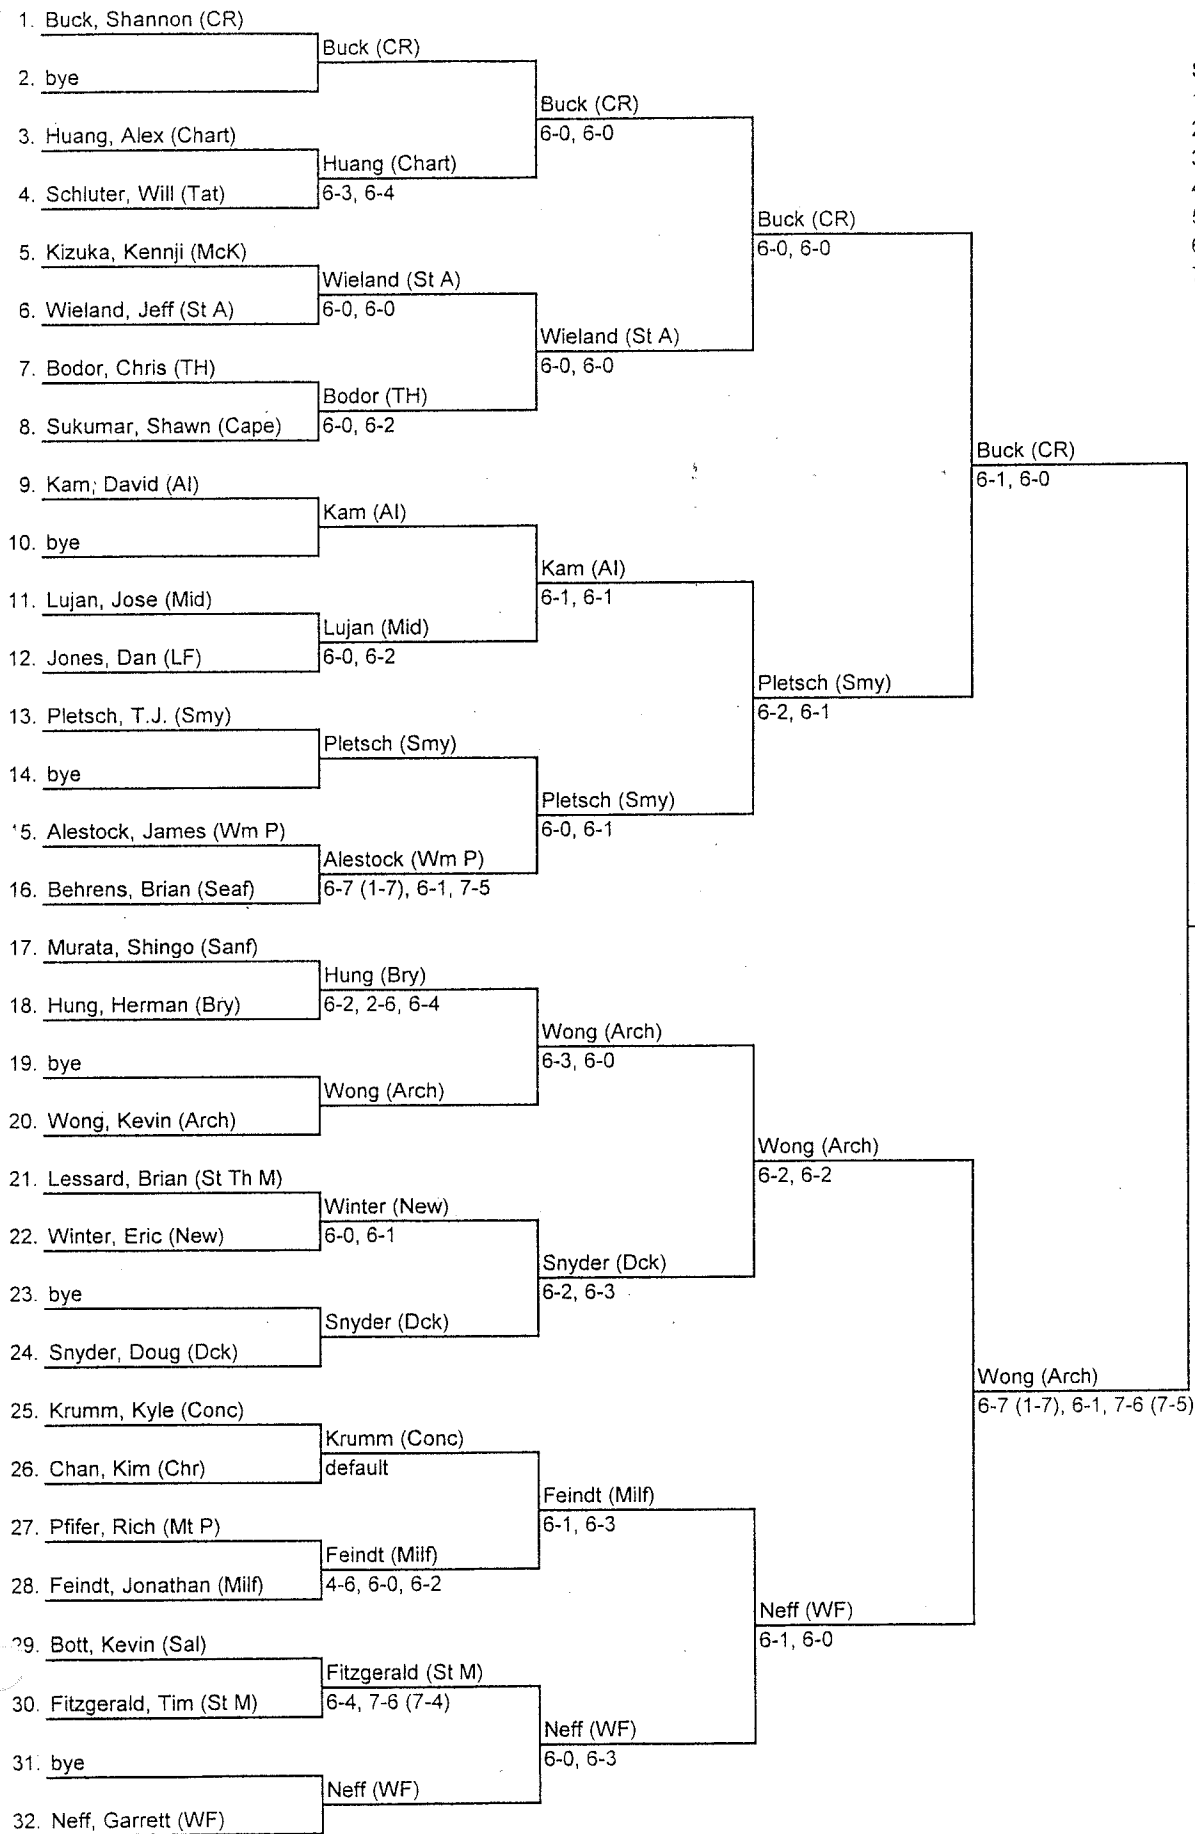 1. Buck, Shannon (CR)
2. bye
3. Huang, Alex (Chart)
4. Schluter, Will (Tat)
5. Kizuka, Kennji (McK)
6. Wieland, Jeff (St A)
7. Bodor, Chris (TH)
8. Sukumar, Shawn (Cape)
9. Kam, David (AI)
10. bye
11. Lujan, Jose (Mid)
12. Jones, Dan (LF)
13. Pletsch, T.J. (Smy)
14. bye
5. Alestock, James (Wm P)
16. Behrens, Brian (Seaf)
17. Murata, Shingo (Sanf)
18. Hung, Herman (Bry)
19. bye
20. Wong, Kevin (Arch)
21. Lessard, Brian (St Th M)
22. Winter, Eric (New)
23. bye
24. Snyder, Doug (Dck)
25. Krumm, Kyle (Conc)
26. Chan, Kim (Chr)
27. Pfifer, Rich (Mt P)
28. Feindt, Jonathan (Milf)
29. Bott, Kevin (Sal)
30. Fitzgerald, Tim (St M)
31. bye
32. Neff, Garrett (WF)
Buck (CR)
Huang (Chart)
6-3, 6-4
Wieland (St A)
6-0, 6-0
Bodor (TH)
6-0, 6-2
Kam (AI)
Lujan (Mid)
6-0, 6-2
Pletsch (Smy)
Alestock (Wm P)
6-7 (1-7), 6-1, 7-5
Hung (Bry)
6-2, 2-6, 6-4
Wong (Arch)
Winter (New)
6-0, 6-1
Snyder (Dck)
Krumm (Conc)
default
Feindt (Milf)
4-6, 6-0, 6-2
Fitzgerald (St M)
6-4, 7-6 (7-4)
Neff (WF)
Buck (CR)
6-0, 6-0
Wieland (St A)
6-0, 6-0
Kam (AI)
6-1, 6-1
Pletsch (Smy)
6-0, 6-1
Wong (Arch)
6-3, 6-0
Snyder (Dck)
6-2, 6-3
Feindt (Milf)
6-1, 6-3
Neff (WF)
6-0, 6-3
Buck (CR)
6-0, 6-0
Pletsch (Smy)
6-2, 6-1
Wong (Arch)
6-2, 6-2
Neff (WF)
6-1, 6-0
Buck (CR)
6-1, 6-0
Wong (Arch)
6-7 (1-7), 6-1, 7-6 (7-5)